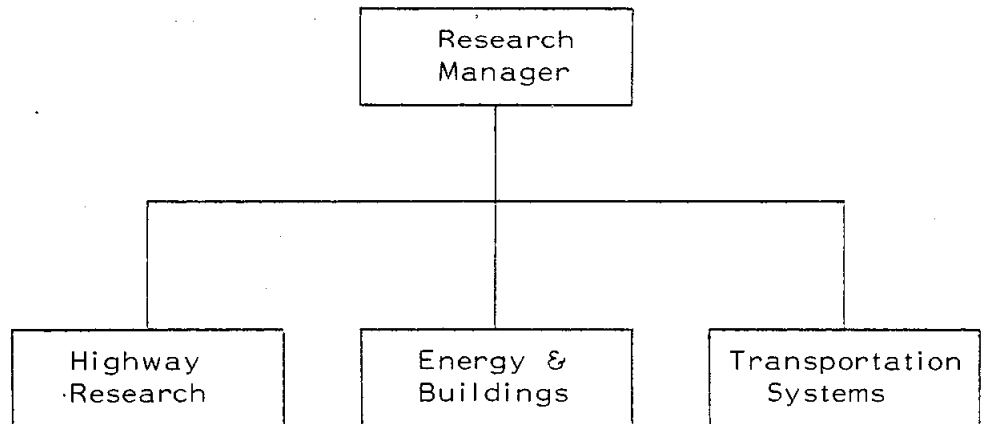 Research
Manager
Highway
Research
Energy &
Buildings
Transportation
Systems